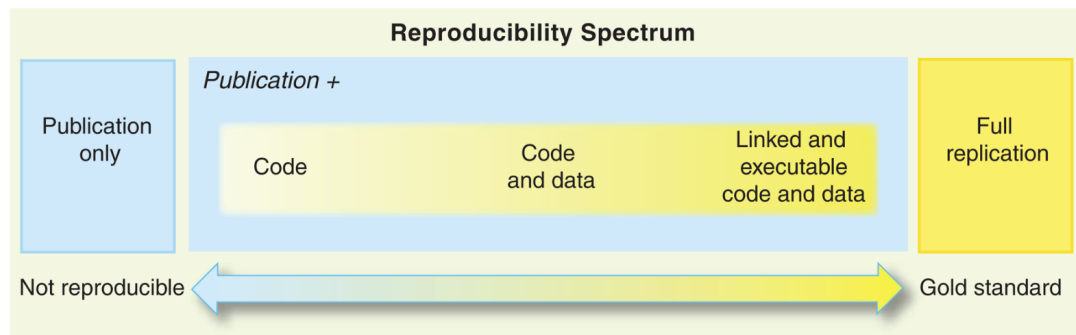 Reproducibility Spectrum
Publication +
Publication
only
Code
Code
and data
Linked and
executable
code and data
Full
replication
Not reproducible
Gold standard